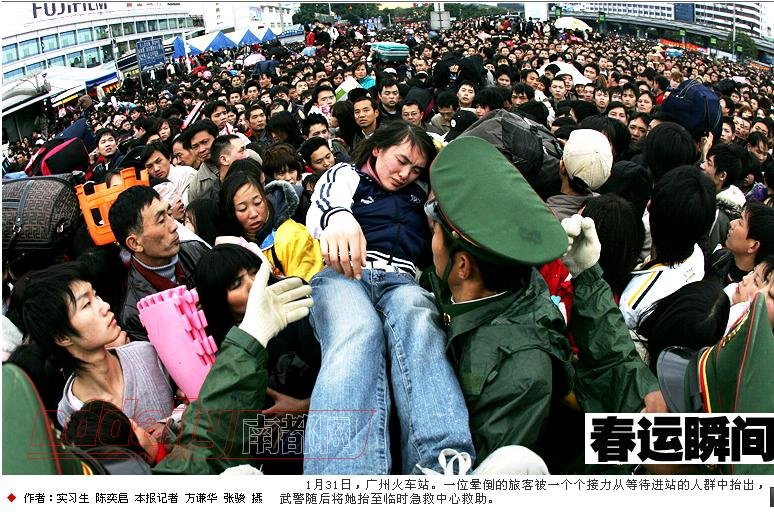 FUJIFILM
nddaily
南都网
春运瞬间
◆ 作者：实习生 陈奕启 本报记者 方谦华 张骏 摄
1月31日，广州火车站。一位晕倒的旅客被一个个接力从等待进站的人群中抬出，
武警随后将她抬至临时急救中心救助。